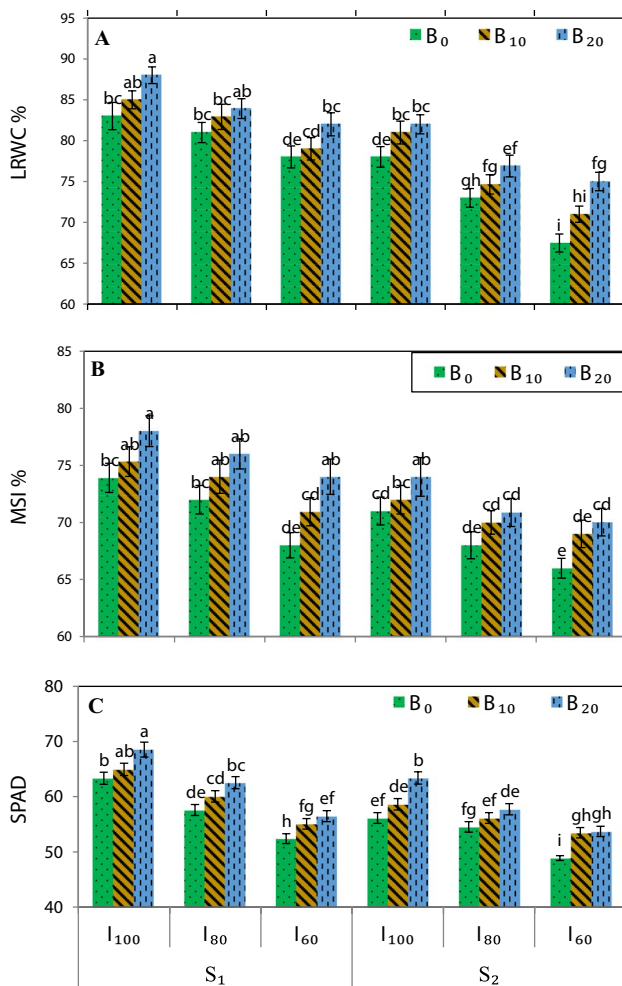 A
B₀ B₁₀ B₂₀
LRWC %
95
90
85
80
75
70
65
60
bc ab a
bc bc ab
de cd bc
de bc bc
gh fg ef
i hi fg
B
B₀ B₁₀ B₂₀
MSI %
85
80
75
70
65
60
bc ab a
bc ab ab
de cd ab
cd bc ab
de cd cd
e de cd
C
B₀ B₁₀ B₂₀
SPAD
80
70
60
50
40
b ab a
de cd bc
h fg ef
ef de b
fg ef de
i gh gh
I₁₀₀ I₈₀ I₆₀ I₁₀₀ I₈₀ I₆₀
S₁ S₂